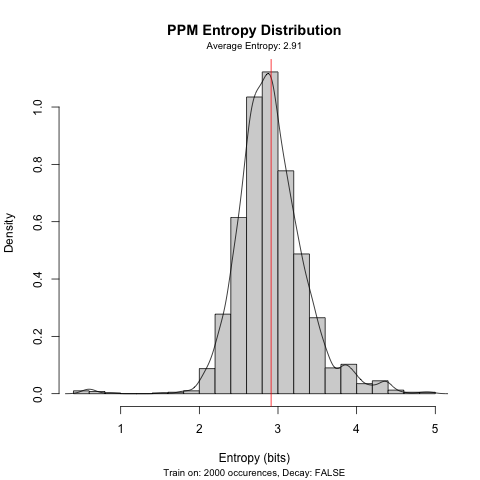 PPM Entropy Distribution
Average Entropy: 2.91
Density
1.0
0.8
0.6
0.4
0.2
0.0
1 2 3 4 5
Entropy (bits)
Train on: 2000 occurences, Decay: FALSE